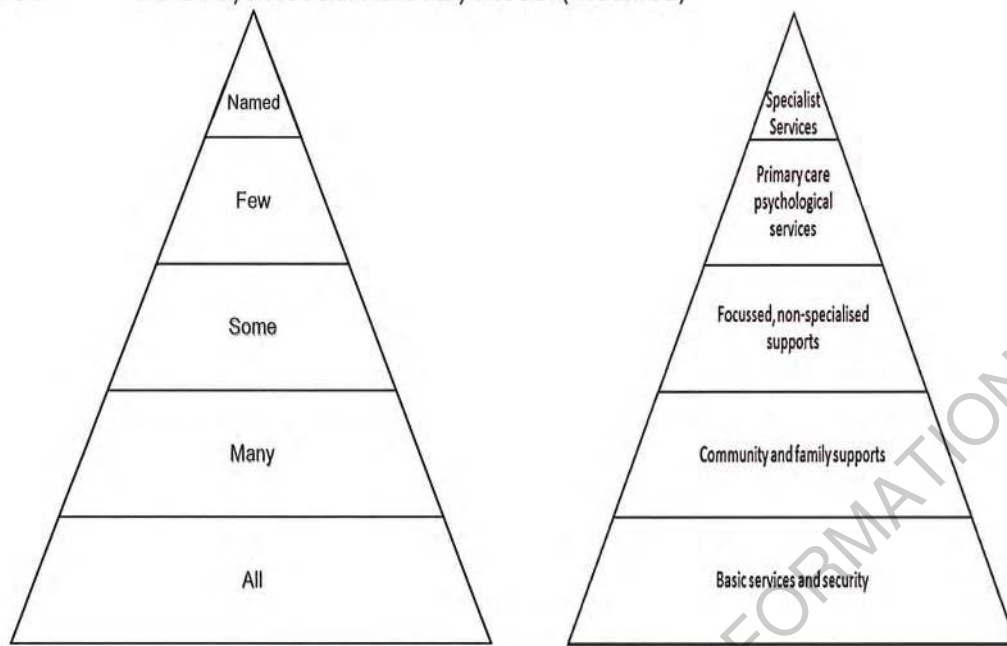 Named
Few
Some
Many
All
Specialist
Services
Primary care
psychological
services
Focussed, non-specialised
supports
Community and family supports
Basic services and security